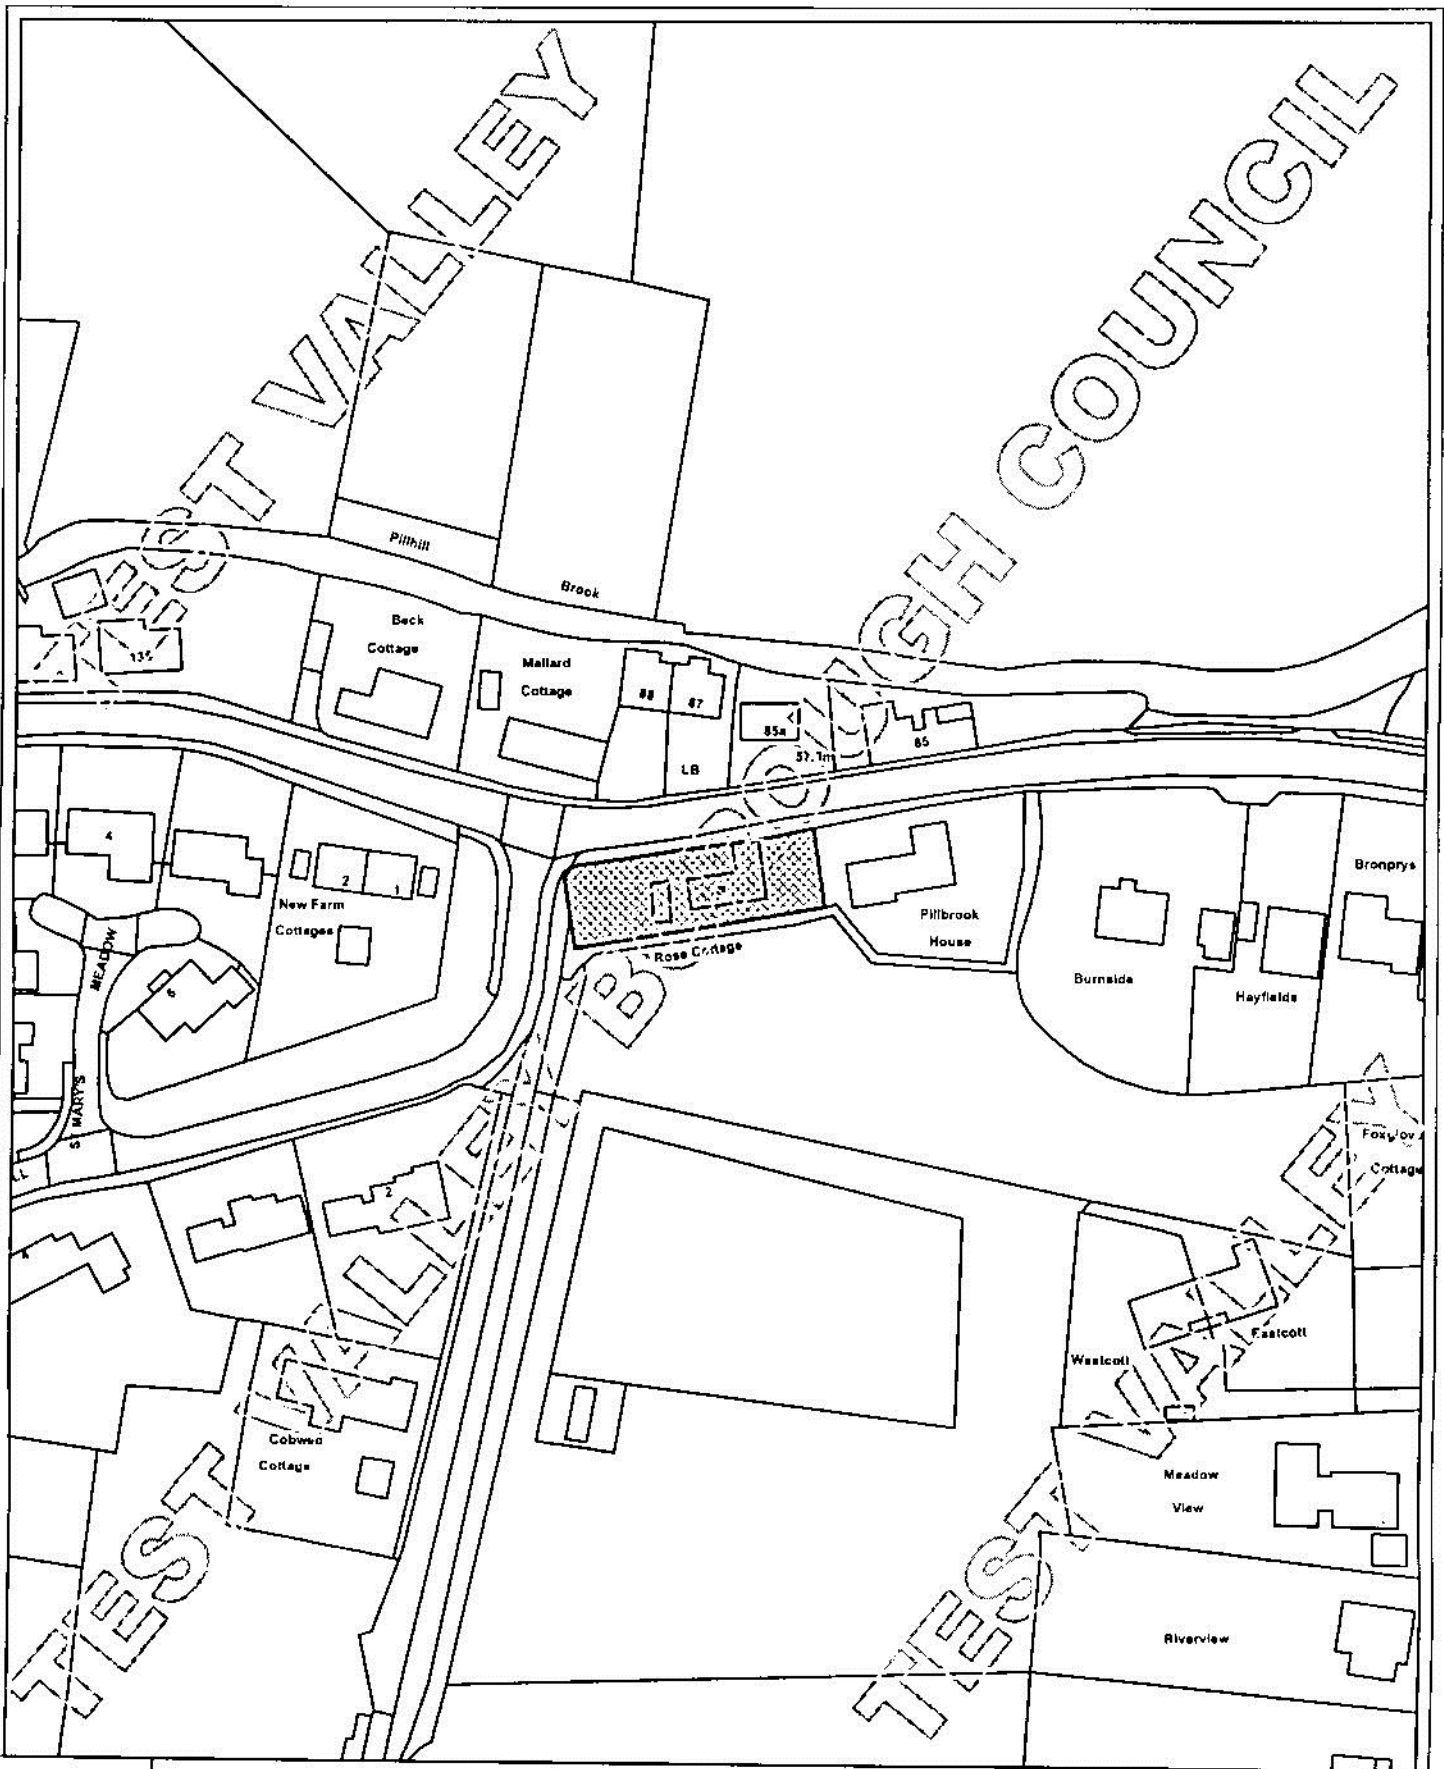 TEST VALLEY
BOROUGH COUNCIL
Pillhill
Brook
135
Beck
Cottage
Mallard
Cottage
88
87
85a
85
57.1m
LB
4
2
1
New Farm
Cottages
MEADOW
6
ST MARY'S
Rose Cottage
Pillbrook
House
Burnside
Hayfields
Bronprys
2
Foxglov
Cottage
Westcott
Eastcott
Cobweb
Cottage
Meadow
View
Riverview
TEST VALLEY
TEST VALLEY